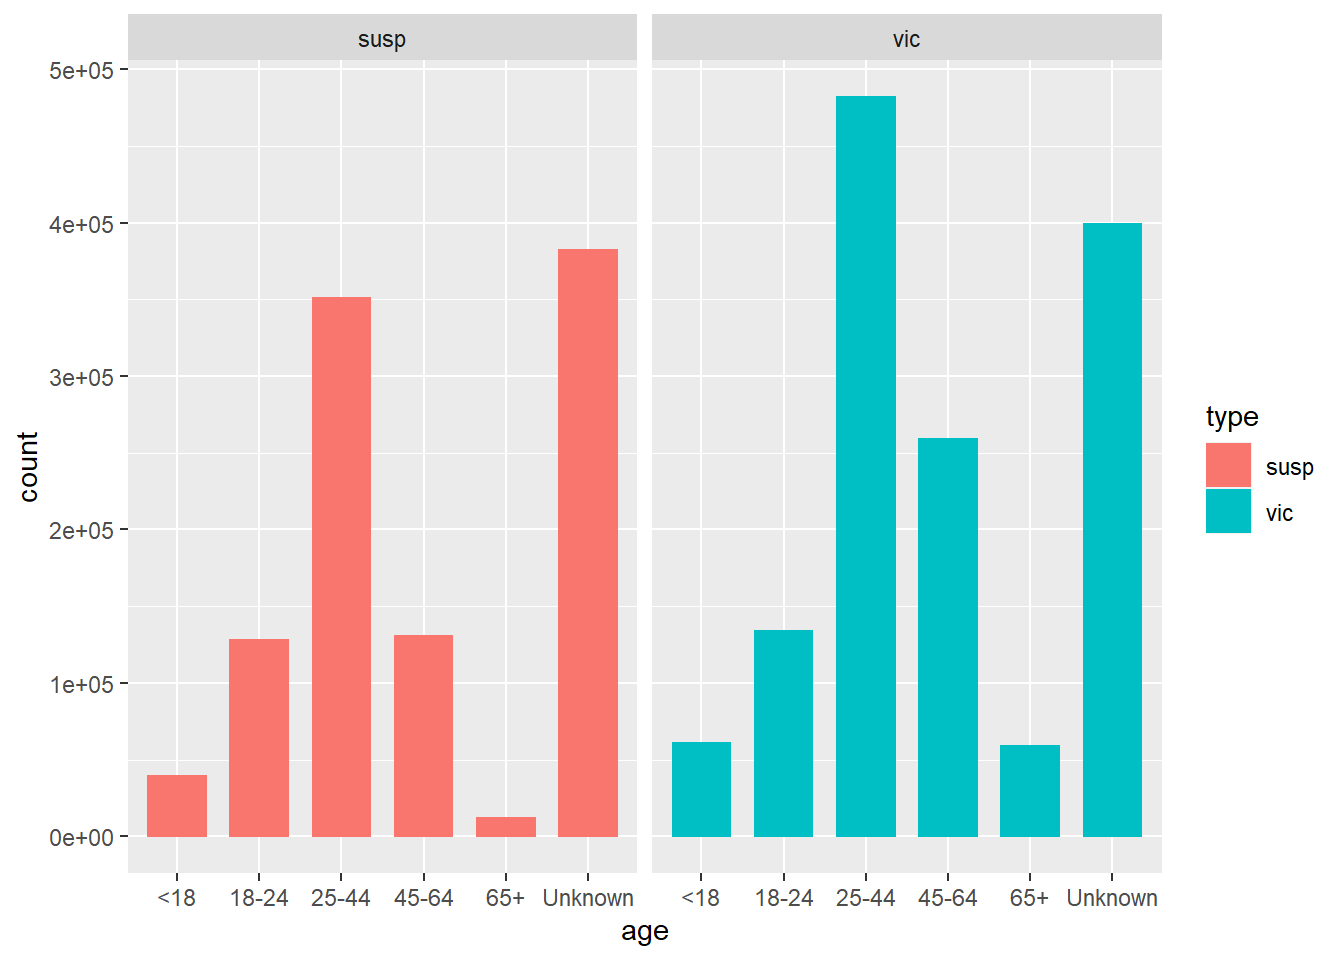 susp vic
5e+05
4e+05
3e+05
2e+05
1e+05
0e+00
count
<18 18-24 25-44 45-64 65+ Unknown <18 18-24 25-44 45-64 65+ Unknown
age
type
susp
vic